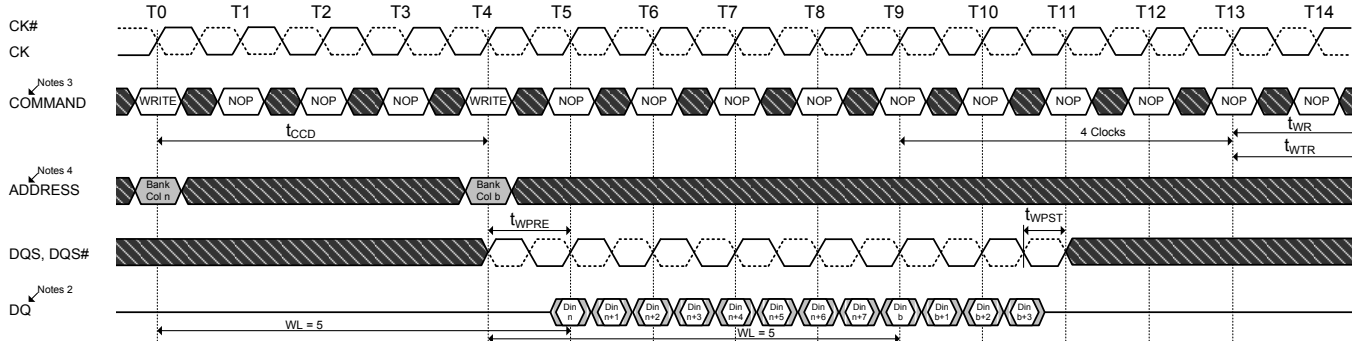 T0 T1 T2 T3 T4 T5 T6 T7 T8 T9 T10 T11 T12 T13 T14
CK#
CK
Notes 3
COMMAND
WRITE NOP NOP NOP WRITE NOP NOP NOP NOP NOP NOP NOP NOP NOP NOP
tCCD
4 Clocks
tWR
tWTR
Notes 4
ADDRESS
Bank Col n
Bank Col b
tWPRE
tWPST
DQS, DQS#
Notes 2
DQ
Din n Din n+1 Din n+2 Din n+3 Din n+4 Din n+5 Din n+6 Din n+7 Din b Din b+1 Din b+2 Din b+3
WL = 5
WL = 5